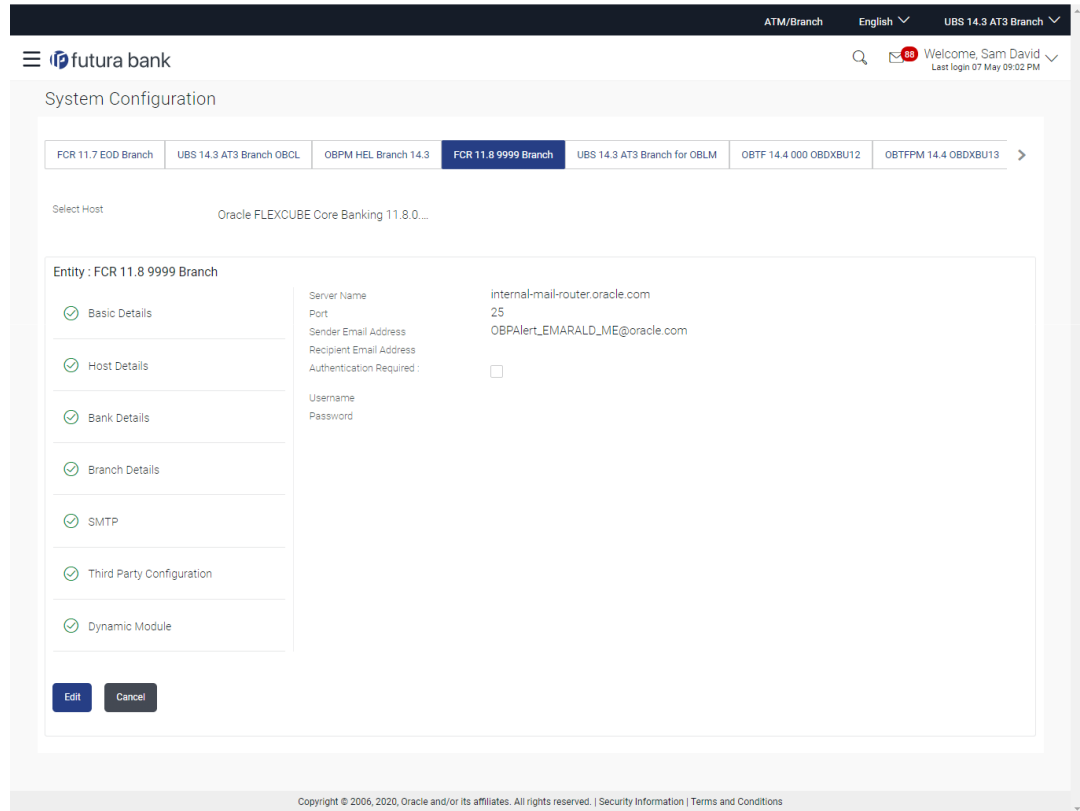 ATM/Branch English UBS 14.3 AT3 Branch
futura bank 88 Welcome, Sam David
Last login 07 May 09:02 PM
System Configuration
FCR 11.7 EOD Branch UBS 14.3 AT3 Branch OBCL OBPM HEL Branch 14.3 FCR 11.8 9999 Branch UBS 14.3 AT3 Branch for OBLM OBTF 14.4 000 OBDXBU12 OBTFPM 14.4 OBDXBU13
Select Host Oracle FLEXCUBE Core Banking 11.8.0....
Entity : FCR 11.8 9999 Branch
Basic Details
Host Details
Bank Details
Branch Details
SMTP
Third Party Configuration
Dynamic Module
Server Name internal-mail-router.oracle.com
Port 25
Sender Email Address OBPAlert_EMARALD_ME@oracle.com
Recipient Email Address
Authentication Required :
Username
Password
Edit Cancel
Copyright © 2006, 2020, Oracle and/or its affiliates. All rights reserved. | Security Information | Terms and Conditions